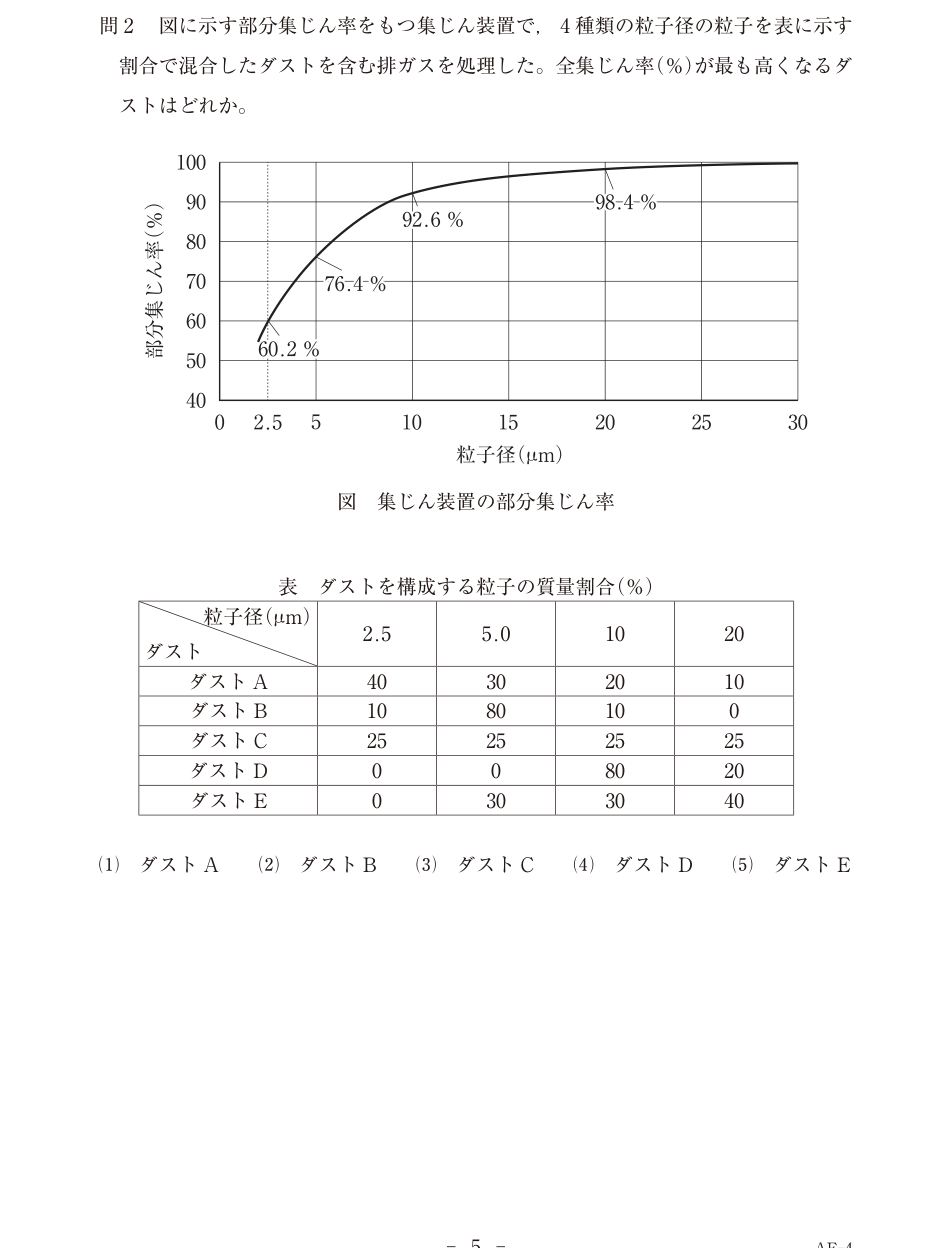 問2　図に示す部分集じん率をもつ集じん装置で，4種類の粒子径の粒子を表に示す
割合で混合したダストを含む排ガスを処理した。全集じん率(%)が最も高くなるダ
ストはどれか。
100
90
80
70
60
50
40
部分集じん率(%)
98.4 %
92.6 %
76.4 %
60.2 %
0 2.5 5 10 15 20 25 30
粒子径(μm)
図　集じん装置の部分集じん率
表　ダストを構成する粒子の質量割合(%)
粒子径(μm)
ダスト
2.5 5.0 10 20
ダスト A 40 30 20 10
ダスト B 10 80 10 0
ダスト C 25 25 25 25
ダスト D 0 0 80 20
ダスト E 0 30 30 40
(1)　ダスト A　(2)　ダスト B　(3)　ダスト C　(4)　ダスト D　(5)　ダスト E
− 5 −